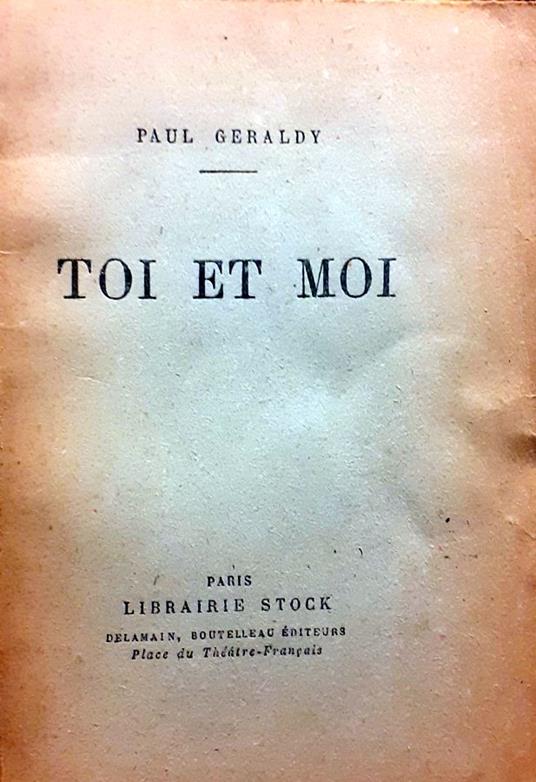 PAUL GERALDY
TOI ET MOI
PARIS
LIBRAIRIE STOCK
DELAMAIN, BOUTELLEAU ÉDITEURS
Place du Théâtre-Français